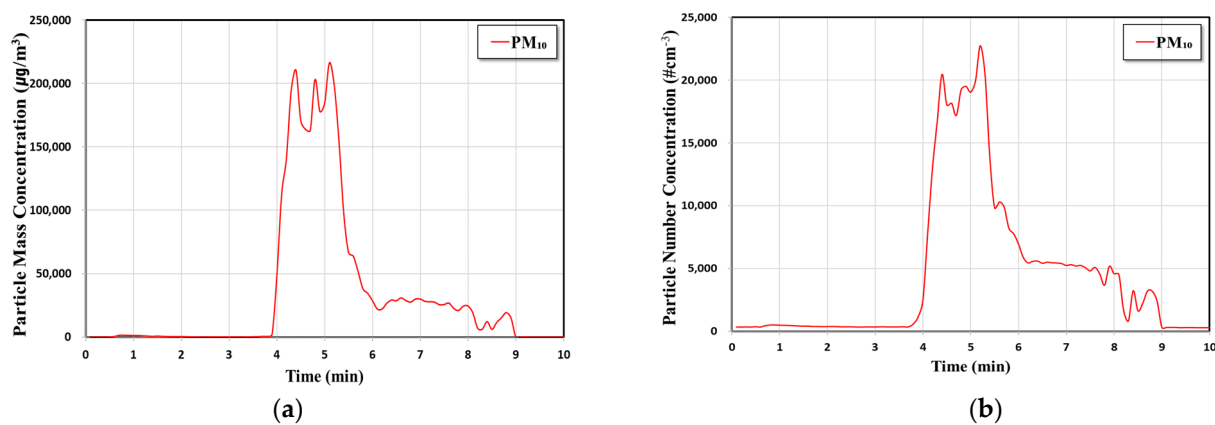 250,000
200,000
150,000
100,000
50,000
0
Particle Mass Concentration (μg/m³)
PM₁₀
0 1 2 3 4 5 6 7 8 9 10
Time (min)
(a)
25,000
20,000
15,000
10,000
5,000
0
Particle Number Concentration (#cm⁻³)
PM₁₀
0 1 2 3 4 5 6 7 8 9 10
Time (min)
(b)